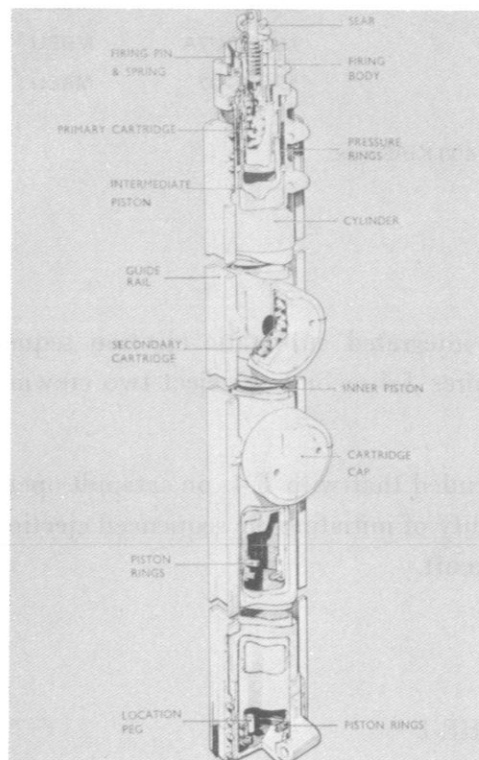 SEAR
FIRING PIN
& SPRING
FIRING
BODY
PRIMARY CARTRIDGE
PRESSURE
RINGS
INTERMEDIATE
PISTON
CYLINDER
GUIDE
RAIL
SECONDARY
CARTRIDGE
INNER PISTON
CARTRIDGE
CAP
PISTON
RINGS
LOCATION
PEG
PISTON RINGS